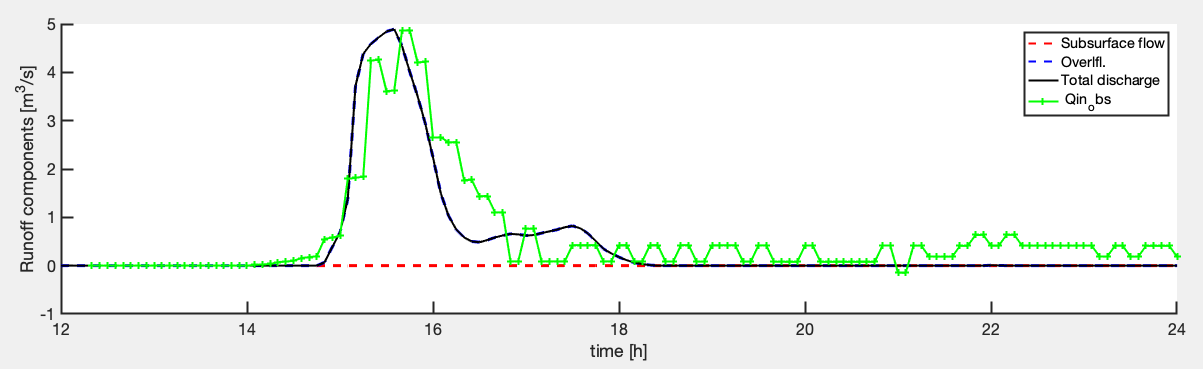 Runoff components [m³/s]
5
4
3
2
1
0
-1
12
14
16
18
20
22
24
time [h]
Subsurface flow
Overlfl.
Total discharge
Qinₒbs